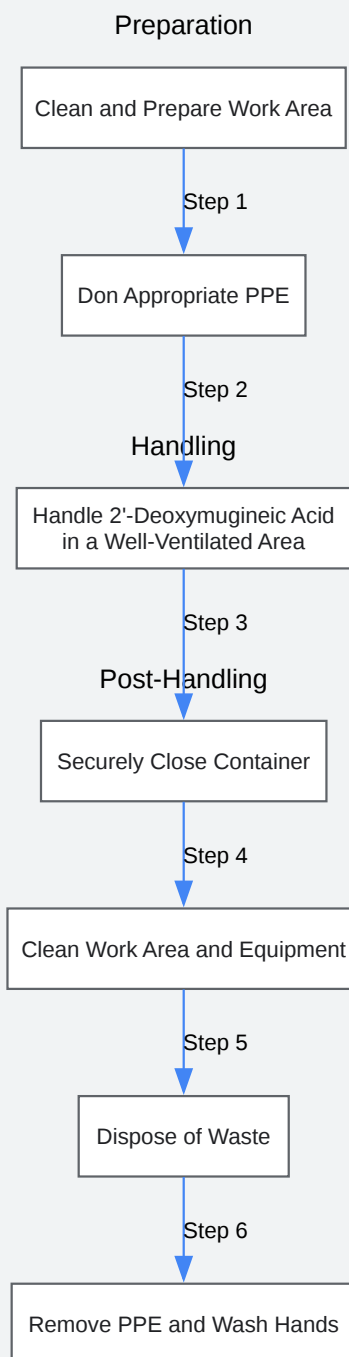 Preparation
Clean and Prepare Work Area
Step 1
Don Appropriate PPE
Step 2
Handling
Handle 2'-Deoxymugineic Acid
in a Well-Ventilated Area
Step 3
Post-Handling
Securely Close Container
Step 4
Clean Work Area and Equipment
Step 5
Dispose of Waste
Step 6
Remove PPE and Wash Hands